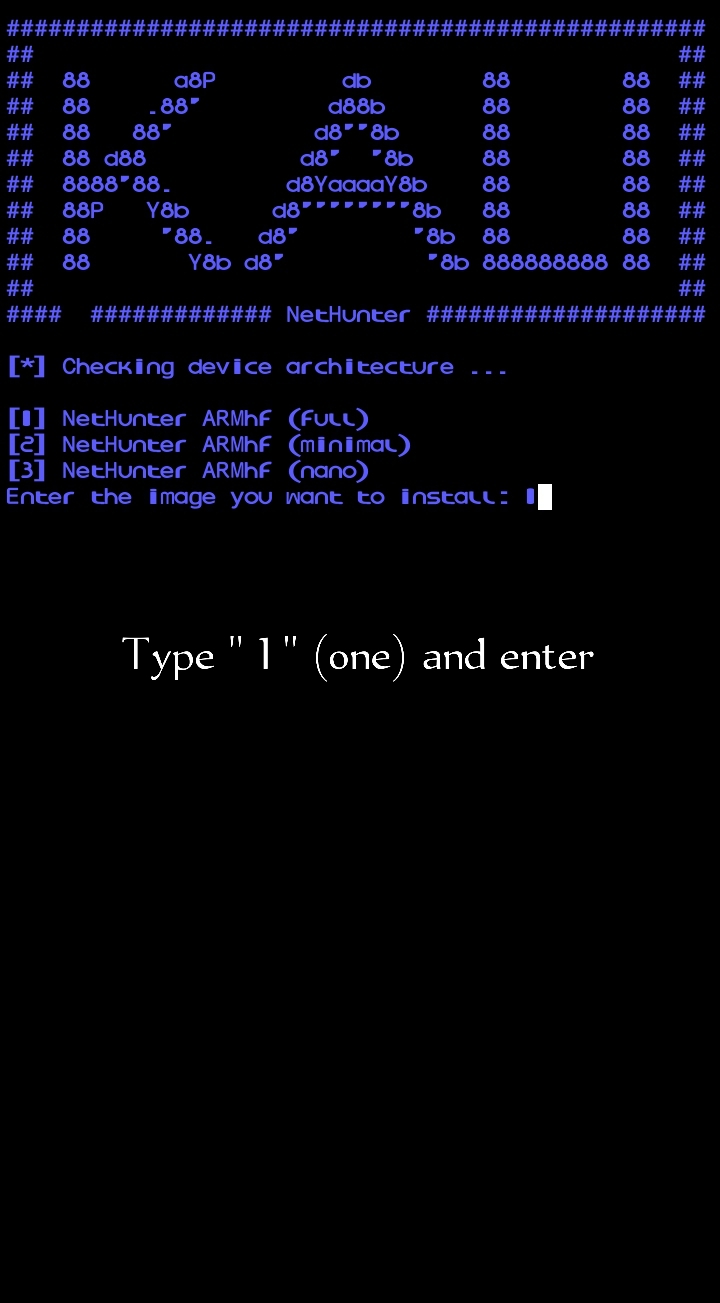 ##################################################
##                                              ##
##  88      a8P         db        88        88  ##
##  88    .88"         d88b       88        88  ##
##  88   88"          d8""8b      88        88  ##
##  88 d88           d8"  "8b     88        88  ##
##  8888"88.        d8YaaaaY8b    88        88  ##
##  88P   Y8b      d8""""""""8b   88        88  ##
##  88     "88.   d8"        "8b  88        88  ##
##  88       Y8b d8"          "8b 888888888 88  ##
##                                              ##
####  ############# NetHunter ####################
[*] Checking device architecture ...
[1] NetHunter ARMhf (full)
[2] NetHunter ARMhf (minimal)
[3] NetHunter ARMhf (nano)
Enter the image you want to install: 1
Type " 1 " (one) and enter